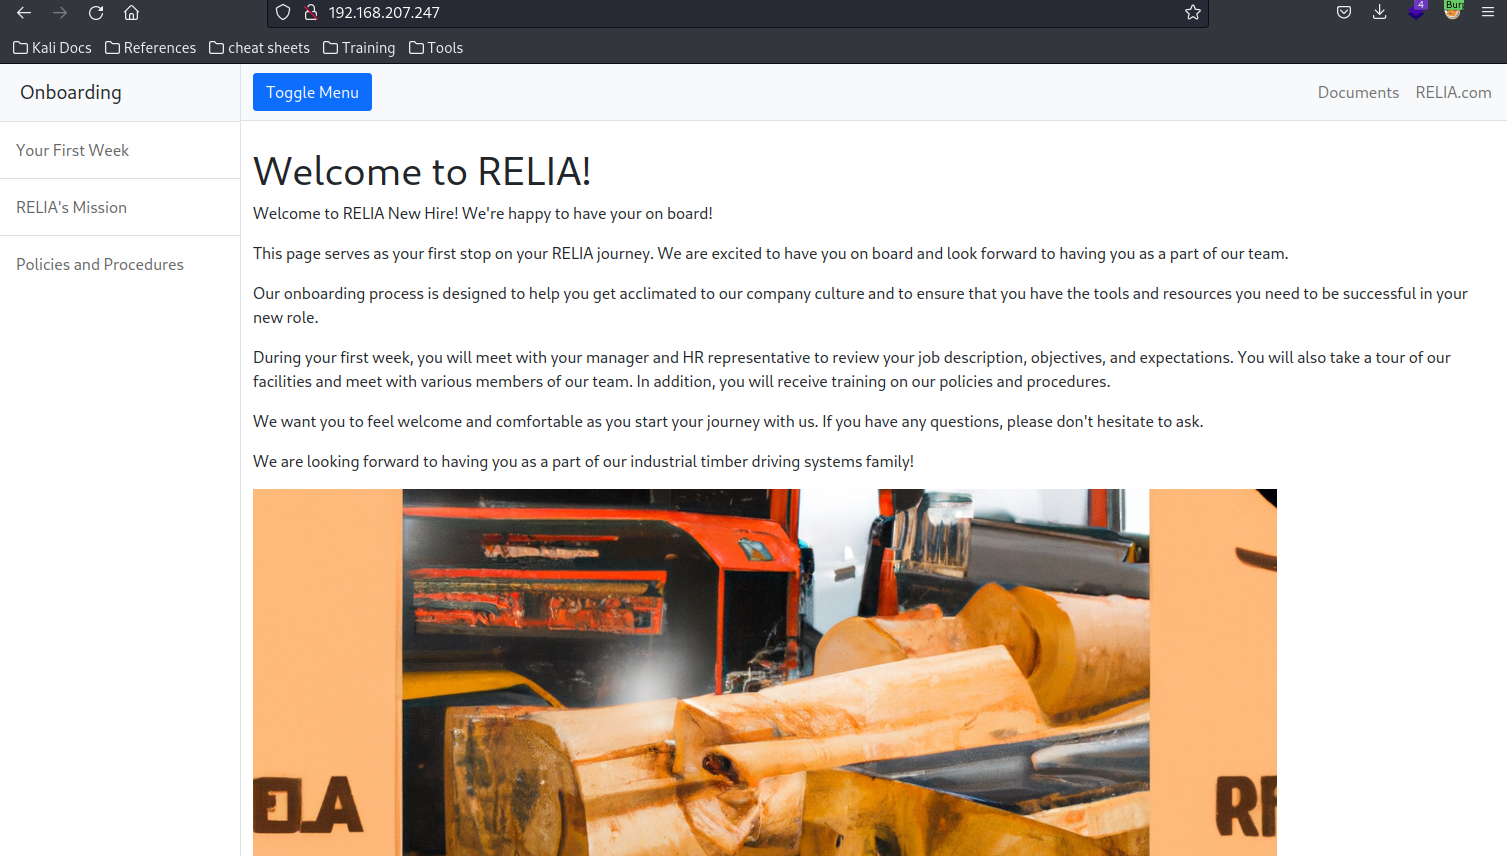 192.168.207.247
4
Bur
Kali Docs References cheat sheets Training Tools
Onboarding
Toggle Menu
Documents RELIA.com
Your First Week
RELIA's Mission
Policies and Procedures
Welcome to RELIA!
Welcome to RELIA New Hire! We're happy to have your on board!
This page serves as your first stop on your RELIA journey. We are excited to have you on board and look forward to having you as a part of our team.
Our onboarding process is designed to help you get acclimated to our company culture and to ensure that you have the tools and resources you need to be successful in your
new role.
During your first week, you will meet with your manager and HR representative to review your job description, objectives, and expectations. You will also take a tour of our
facilities and meet with various members of our team. In addition, you will receive training on our policies and procedures.
We want you to feel welcome and comfortable as you start your journey with us. If you have any questions, please don't hesitate to ask.
We are looking forward to having you as a part of our industrial timber driving systems family!